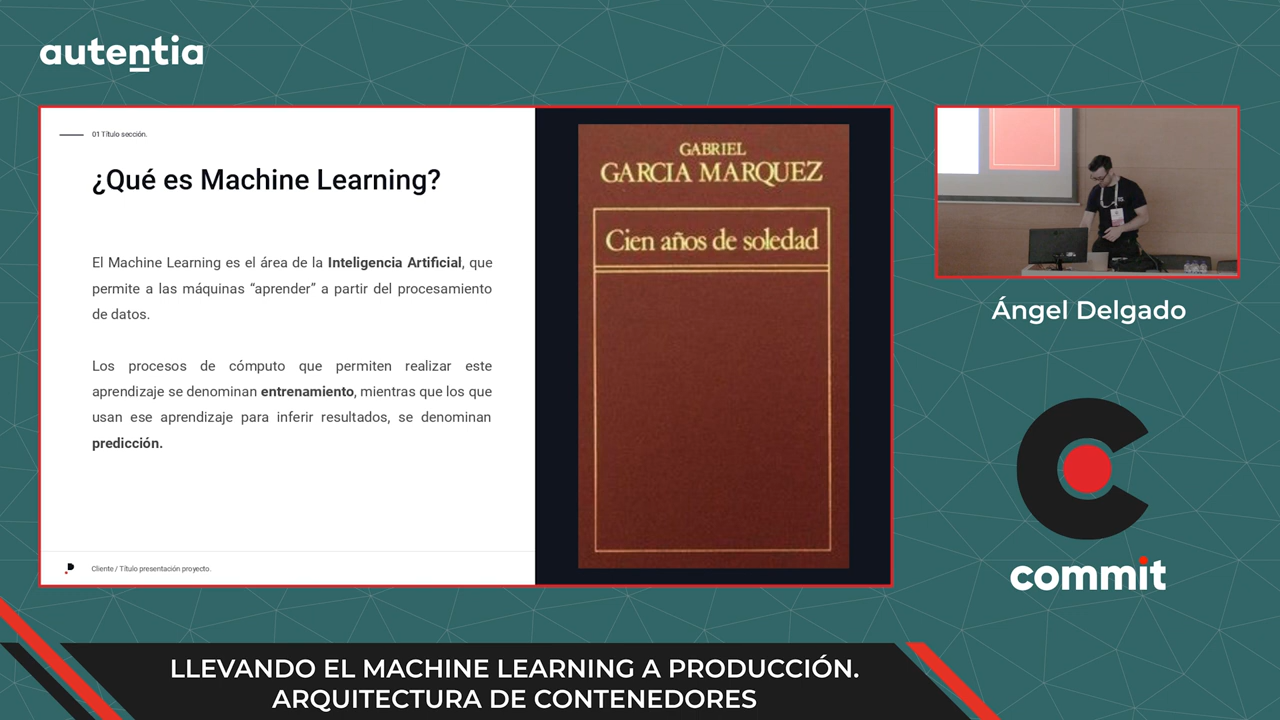 autentia
01 Título sección.
¿Qué es Machine Learning?
El Machine Learning es el área de la Inteligencia Artificial, que
permite a las máquinas “aprender” a partir del procesamiento
de datos.
Los procesos de cómputo que permiten realizar este
aprendizaje se denominan entrenamiento, mientras que los que
usan ese aprendizaje para inferir resultados, se denominan
predicción.
Cliente / Título presentación proyecto.
GABRIEL
GARCIA MARQUEZ
Cien años de soledad
Ángel Delgado
commit
LLEVANDO EL MACHINE LEARNING A PRODUCCIÓN.
ARQUITECTURA DE CONTENEDORES